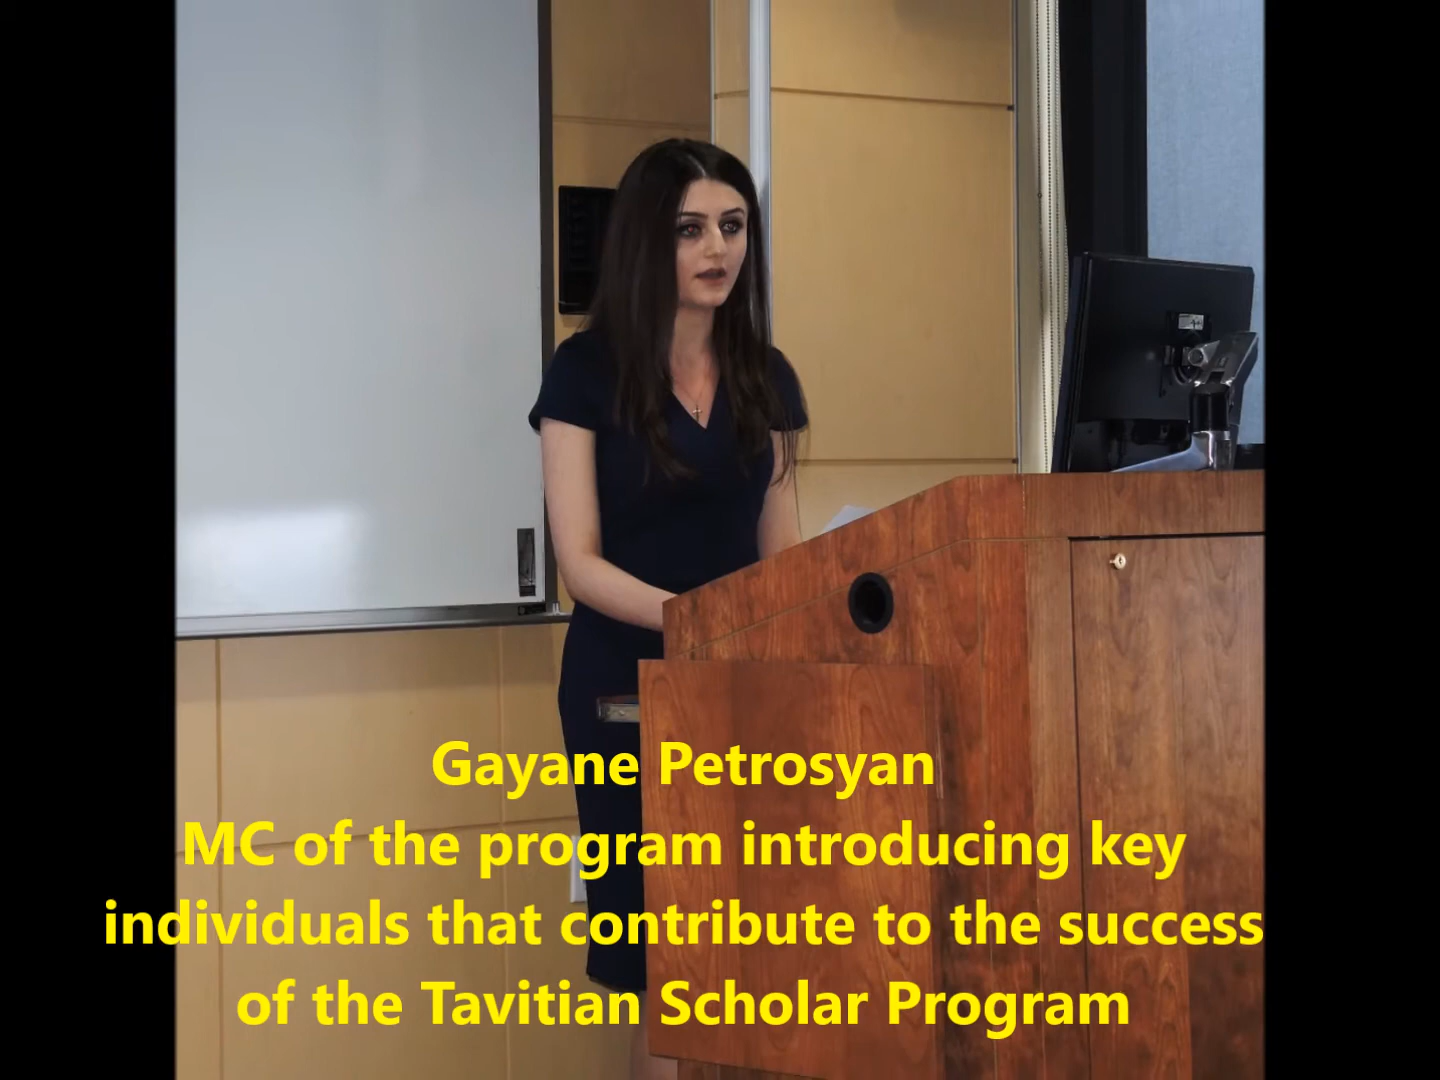 Gayane Petrosyan
MC of the program introducing key
individuals that contribute to the success
of the Tavitian Scholar Program